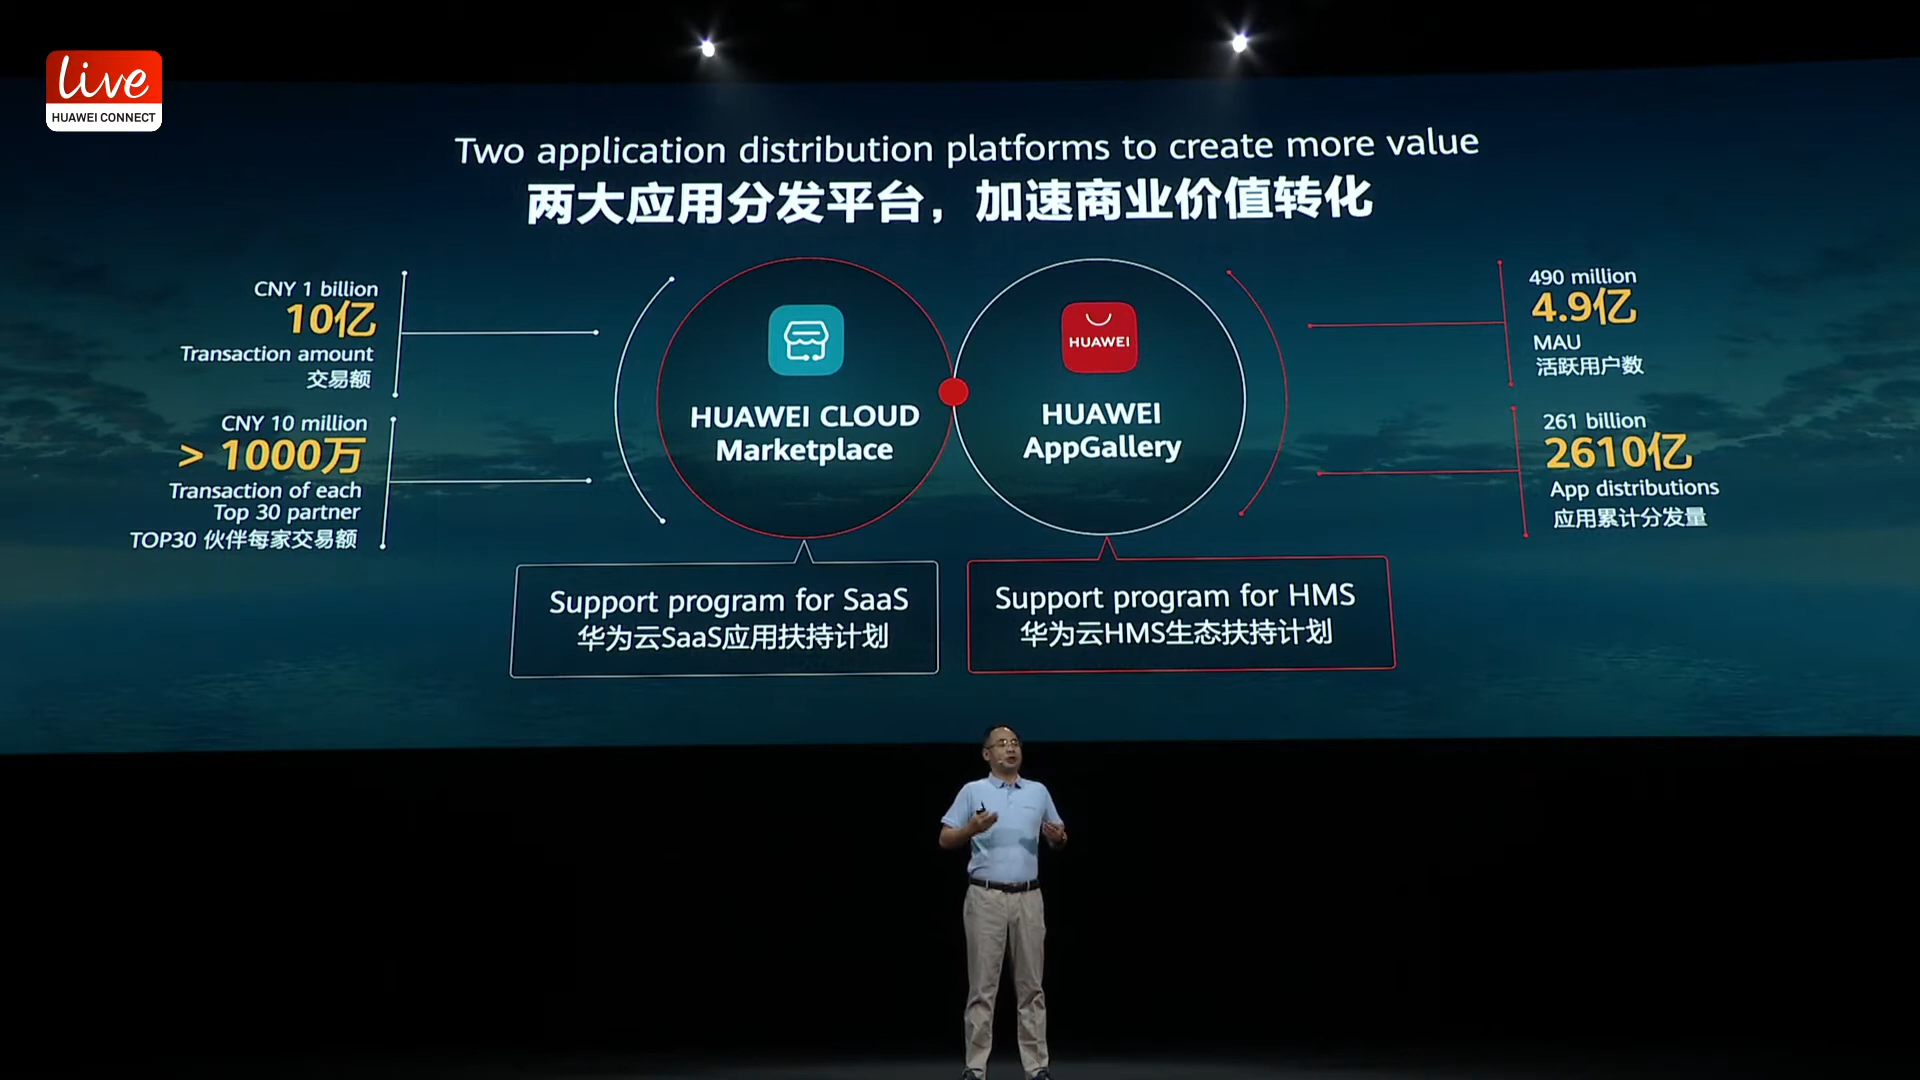 Live
HUAWEI CONNECT
Two application distribution platforms to create more value
两大应用分发平台，加速商业价值转化
CNY 1 billion
10亿
Transaction amount
交易额
CNY 10 million
> 1000万
Transaction of each
Top 30 partner
TOP30 伙伴每家交易额
HUAWEI CLOUD
Marketplace
HUAWEI
HUAWEI
AppGallery
490 million
4.9亿
MAU
活跃用户数
261 billion
2610亿
App distributions
应用累计分发量
Support program for SaaS
华为云SaaS应用扶持计划
Support program for HMS
华为云HMS生态扶持计划